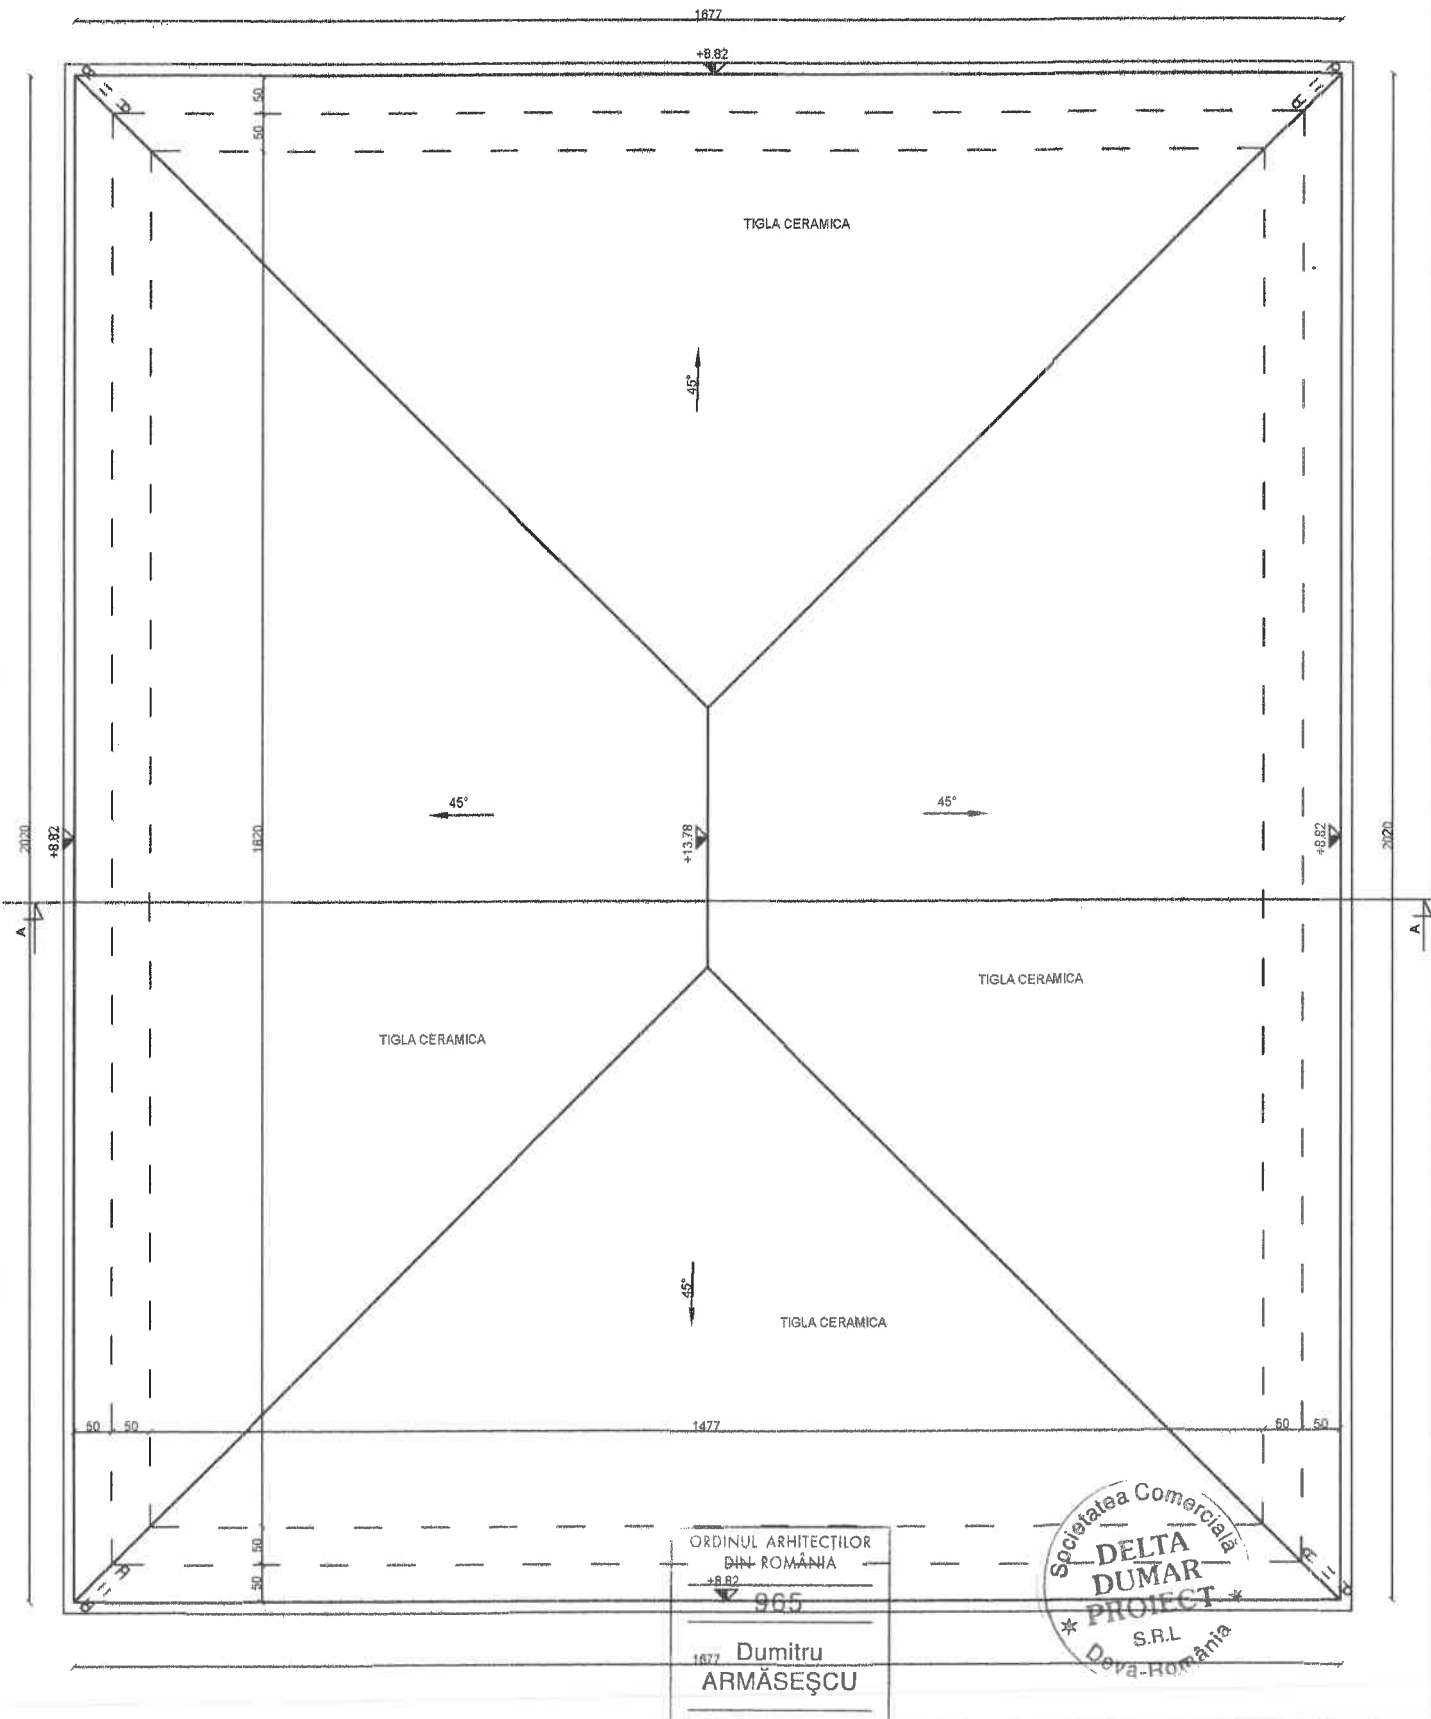 1677
+8.82
50
50
TIGLA CERAMICA
45°
45°
45°
2020
+8.82
1820
+13.78
+8.82
2020
A
A
TIGLA CERAMICA
TIGLA CERAMICA
45°
TIGLA CERAMICA
50
50
1477
50
50
50
50
+8.82
1677
ORDINUL ARHITECȚILOR
DIN ROMÂNIA
965
Dumitru
ARMĂSEȘCU
Societatea Comercială
DELTA
DUMAR
PROIECT
S.R.L
Deva-România